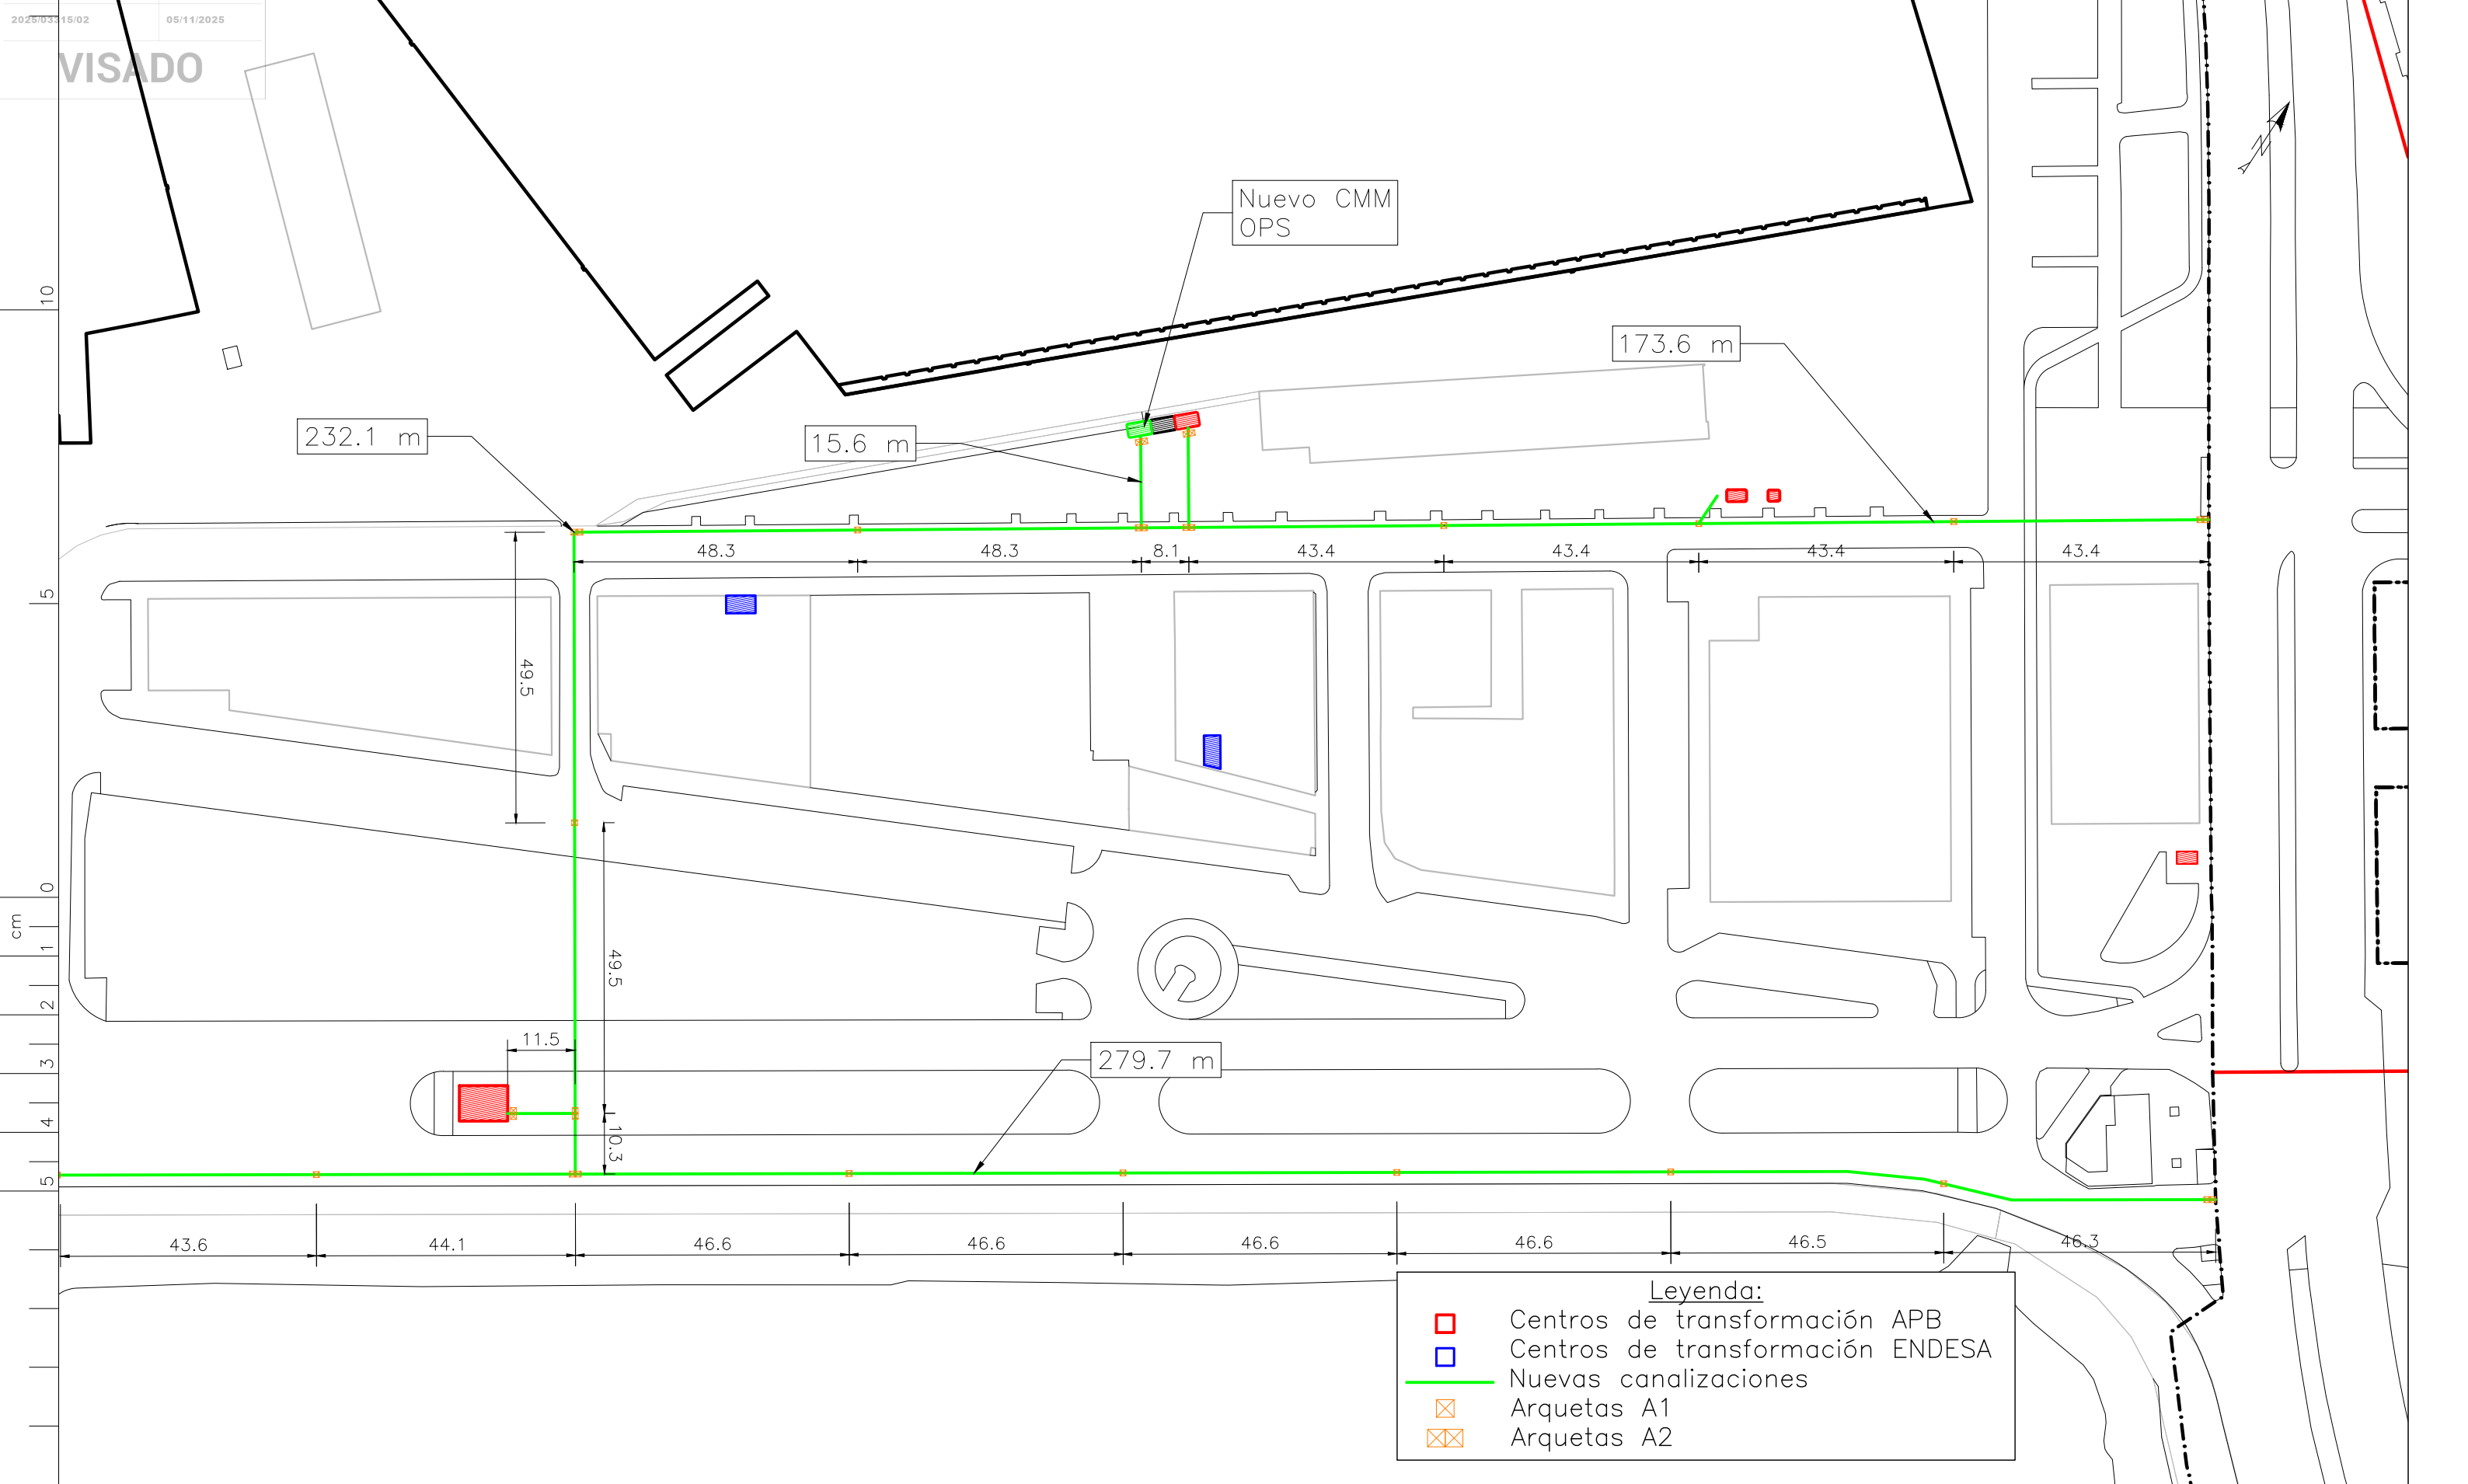 2025/03315/02 05/11/2025
VISADO
Nuevo CMM
OPS
10
173.6 m
232.1 m
15.6 m
48.3 48.3 8.1 43.4 43.4 43.4 43.4
5
49.5
0
cm
1
49.5
2
11.5
3
279.7 m
4
10.3
5
43.6 44.1 46.6 46.6 46.6 46.6 46.5 46.3
Leyenda:
Centros de transformación APB
Centros de transformación ENDESA
Nuevas canalizaciones
Arquetas A1
Arquetas A2